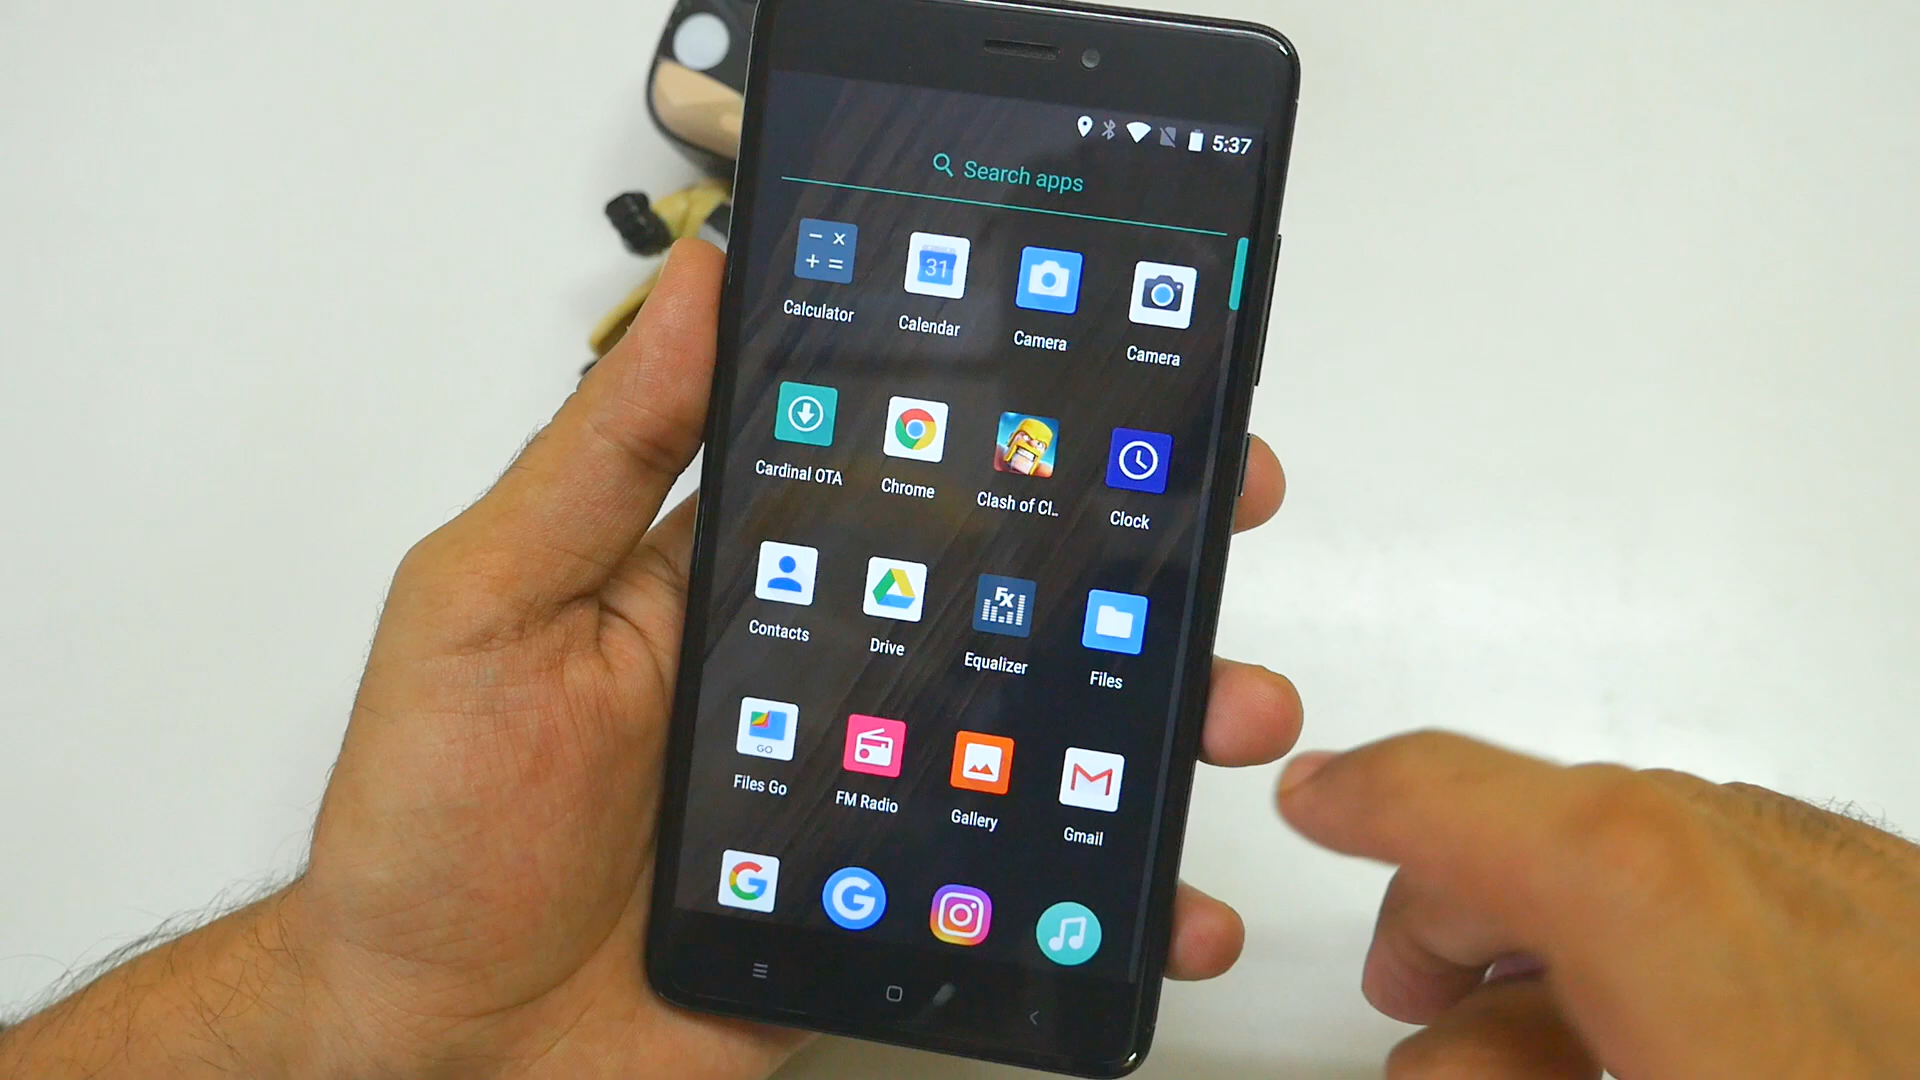 5:37
Search apps
31
Calculator
Calendar
Camera
Camera
Cardinal OTA
Chrome
Clash of Cl..
Clock
FX
Contacts
Drive
Equalizer
Files
GO
Files Go
FM Radio
Gallery
Gmail